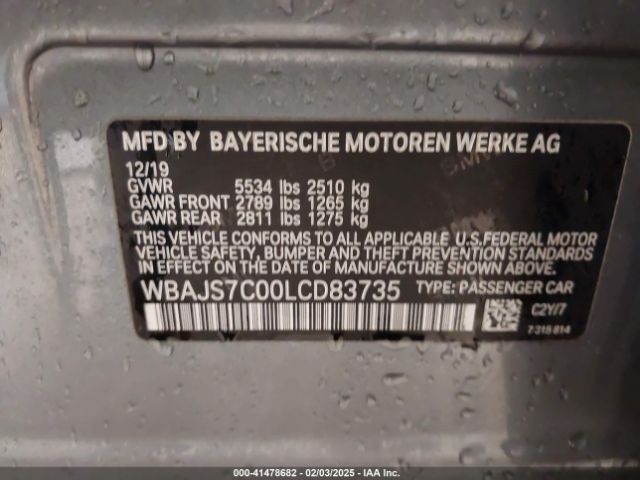 MFD BY BAYERISCHE MOTOREN WERKE AG
12/19
GVWR 5534 lbs 2510 kg
GAWR FRONT 2789 lbs 1265 kg
GAWR REAR 2811 lbs 1275 kg
THIS VEHICLE CONFORMS TO ALL APPLICABLE U.S.FEDERAL MOTOR
VEHICLE SAFETY, BUMPER AND THEFT PREVENTION STANDARDS
IN EFFECT ON THE DATE OF MANUFACTURE SHOWN ABOVE.
WBAJS7C00LCD83735 TYPE: PASSENGER CAR
C2Y/7
7 315 814
000-41478682 - 02/03/2025 - IAA Inc.